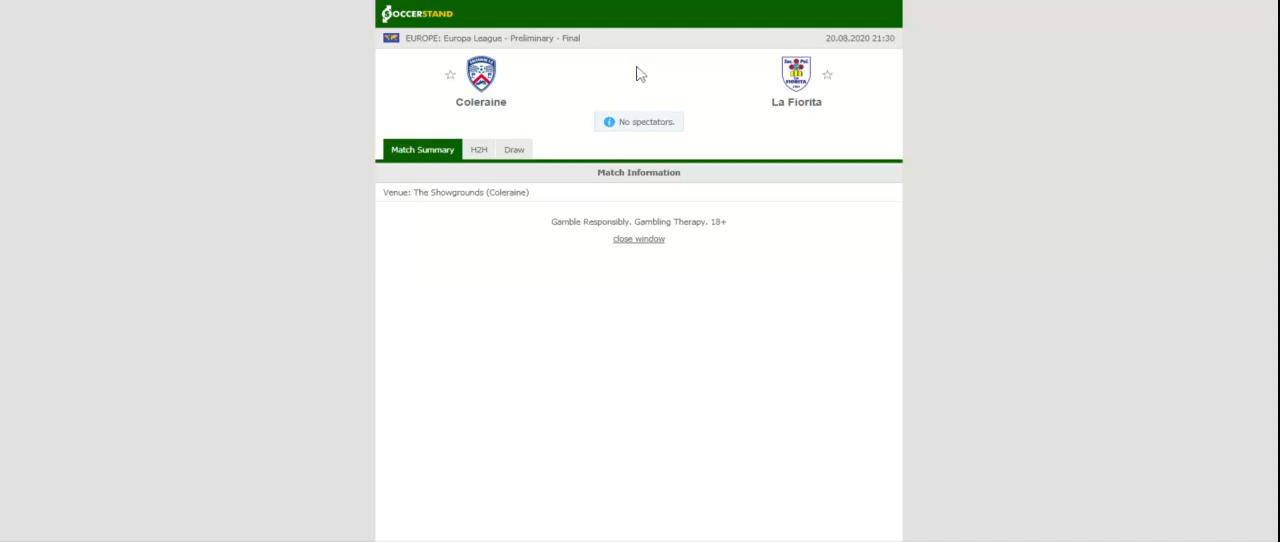 SOCCERSTAND
EUROPE: Europa League - Preliminary - Final
20.08.2020 21:30
Coleraine
La Fiorita
No spectators.
Match Summary
H2H
Draw
Match Information
Venue: The Showgrounds (Coleraine)
Gamble Responsibly. Gambling Therapy. 18+
close window